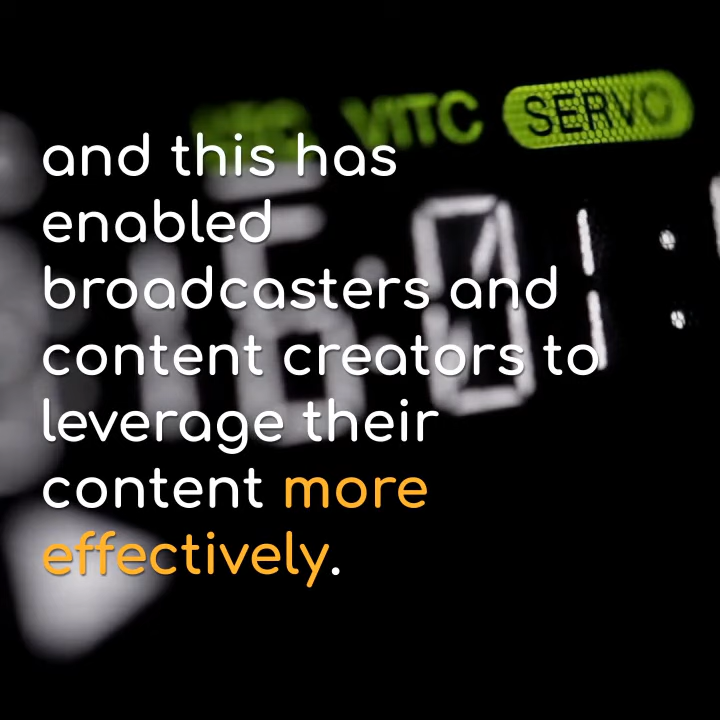 VITC SERVO
and this has
enabled
broadcasters and
content creators to
leverage their
content more
effectively.